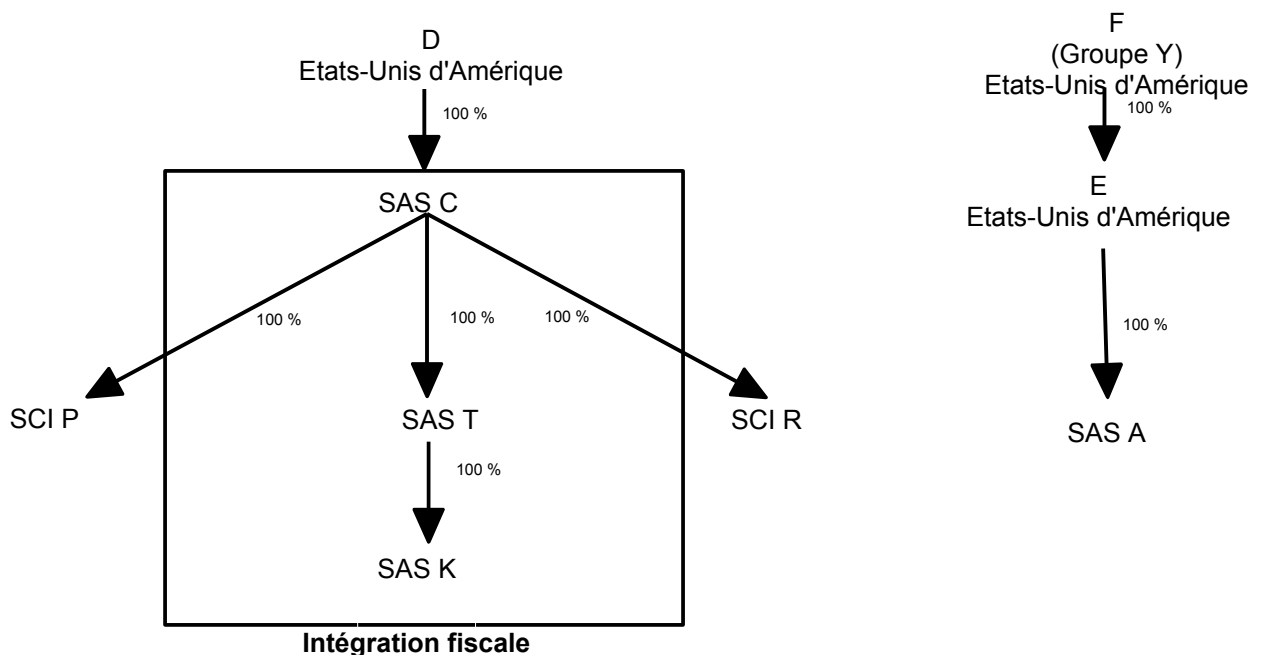 D
Etats-Unis d'Amérique
100 %
SAS C
100 %
100 %
100 %
SCI P
SAS T
SCI R
100 %
SAS K
Intégration fiscale
F
(Groupe Y)
Etats-Unis d'Amérique
100 %
E
Etats-Unis d'Amérique
100 %
SAS A